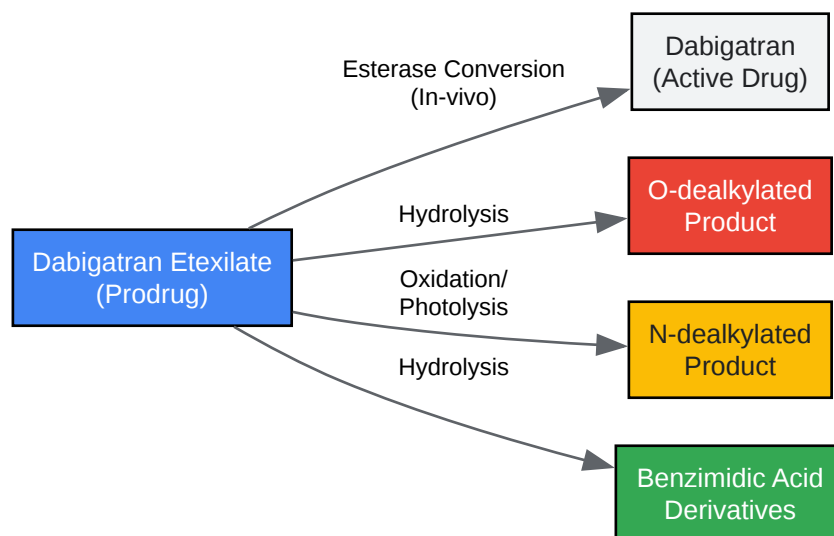 Esterase Conversion
(In-vivo)
Dabigatran
(Active Drug)
Hydrolysis
O-dealkylated
Product
Dabigatran Etexilate
(Prodrug)
Oxidation/
Photolysis
N-dealkylated
Product
Hydrolysis
Benzimidic Acid
Derivatives